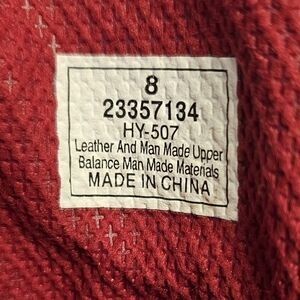 8
23357134
HY-507
Leather And Man Made Upper
Balance Man Made Materials
MADE IN CHINA